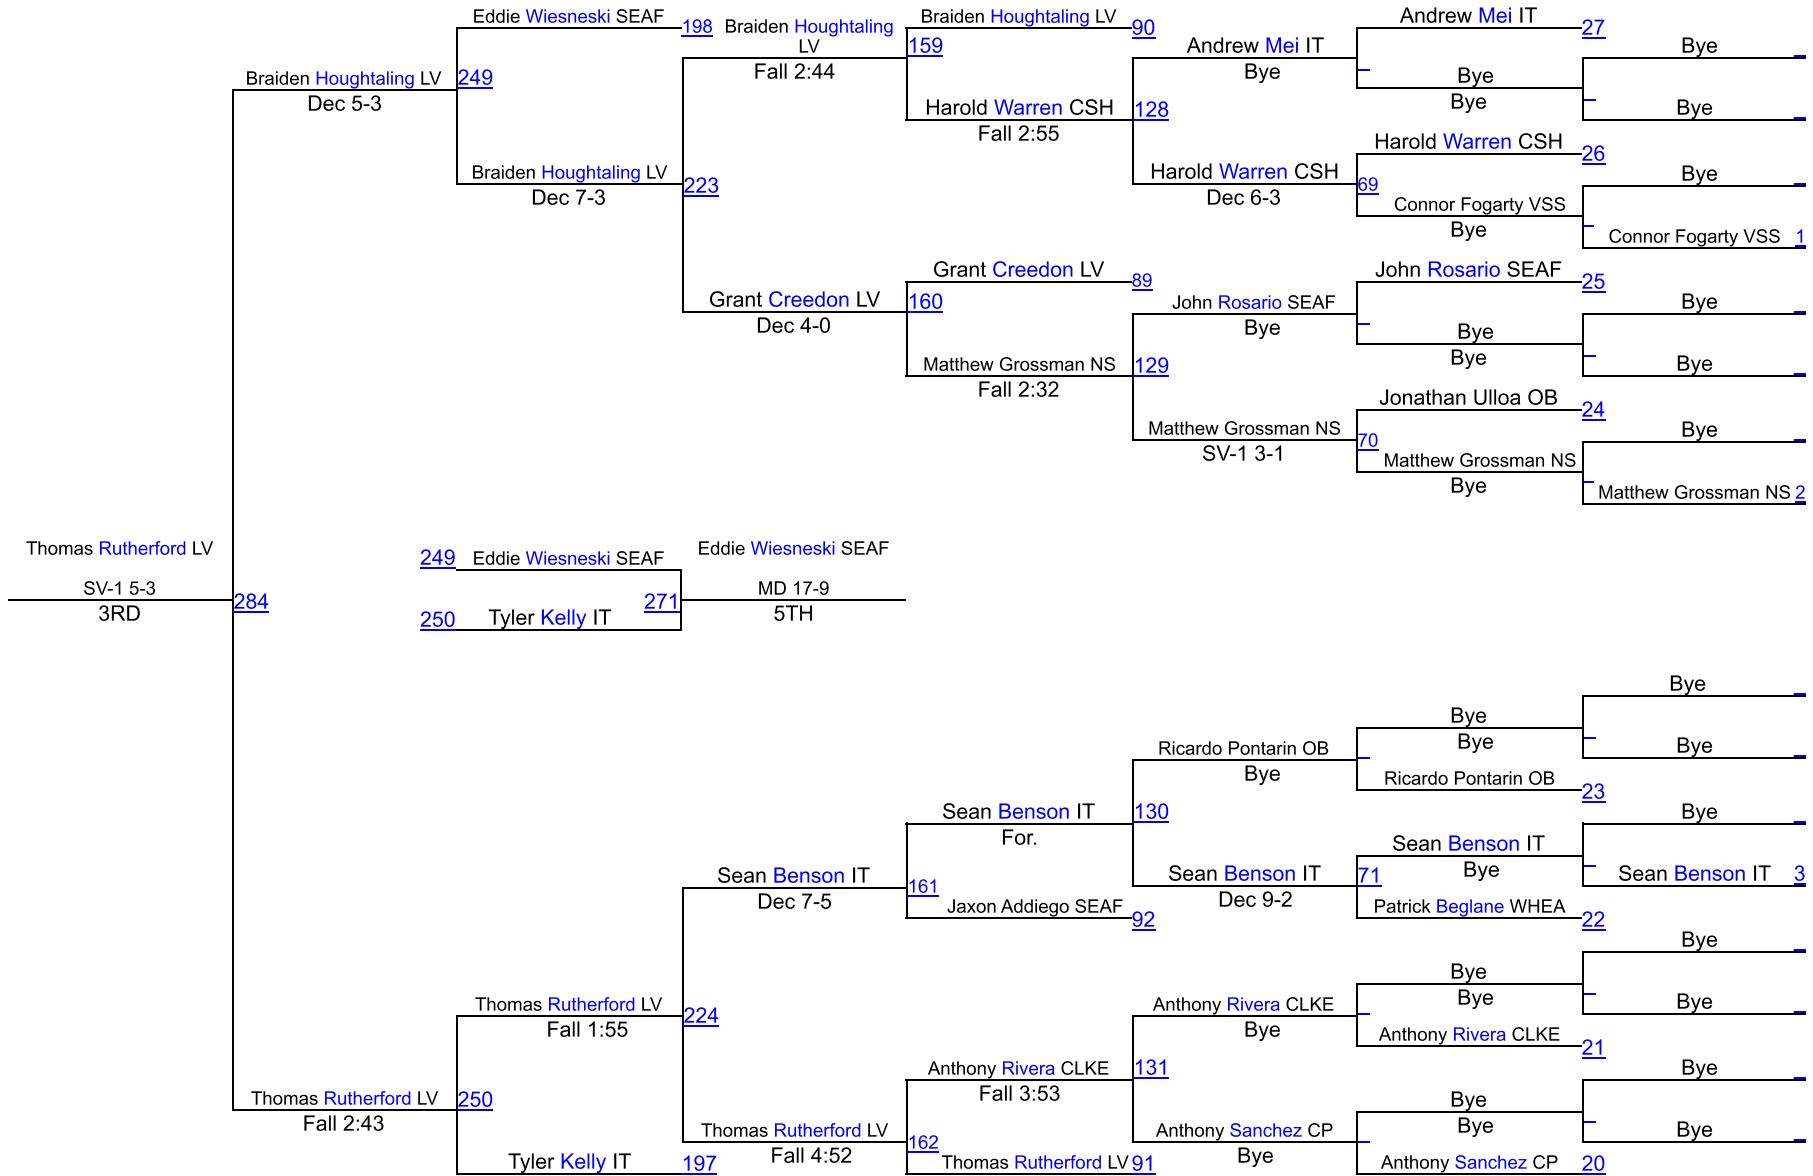 Eddie Wiesneski SEAF
198
Braiden Houghtaling LV
Fall 2:44
Braiden Houghtaling LV
90
159
Andrew Mei IT
Bye
Andrew Mei IT
27
Bye
Bye
Bye
Bye
Braiden Houghtaling LV
Dec 5-3
249
Harold Warren CSH
Fall 2:55
128
Harold Warren CSH
26
Braiden Houghtaling LV
Dec 7-3
223
Harold Warren CSH
Dec 6-3
69
Bye
Connor Fogarty VSS
Bye
Connor Fogarty VSS 1
Grant Creedon LV
Dec 4-0
Grant Creedon LV
89
160
John Rosario SEAF
Bye
John Rosario SEAF
25
Bye
Bye
Bye
Bye
Matthew Grossman NS
Fall 2:32
129
Jonathan Ulloa OB
24
Matthew Grossman NS
SV-1 3-1
70
Bye
Matthew Grossman NS
Bye
Matthew Grossman NS 2
Thomas Rutherford LV
SV-1 5-3
3RD
284
249
Eddie Wiesneski SEAF
250
Tyler Kelly IT
271
Eddie Wiesneski SEAF
MD 17-9
5TH
Bye
Bye
Bye
Bye
Ricardo Pontarin OB
Bye
Ricardo Pontarin OB
23
Sean Benson IT
For.
130
Bye
Sean Benson IT
Bye
Sean Benson IT 3
Sean Benson IT
Dec 7-5
161
Sean Benson IT
Dec 9-2
71
Jaxon Addiego SEAF
92
Patrick Beglane WHEA
22
Bye
Bye
Bye
Bye
Thomas Rutherford LV
Fall 1:55
224
Anthony Rivera CLKE
Bye
Anthony Rivera CLKE
21
Anthony Rivera CLKE
Fall 3:53
131
Bye
Thomas Rutherford LV
Fall 2:43
250
Bye
Bye
Bye
Thomas Rutherford LV
Fall 4:52
162
Anthony Sanchez CP
Bye
Tyler Kelly IT
197
Thomas Rutherford LV 91
Anthony Sanchez CP
20